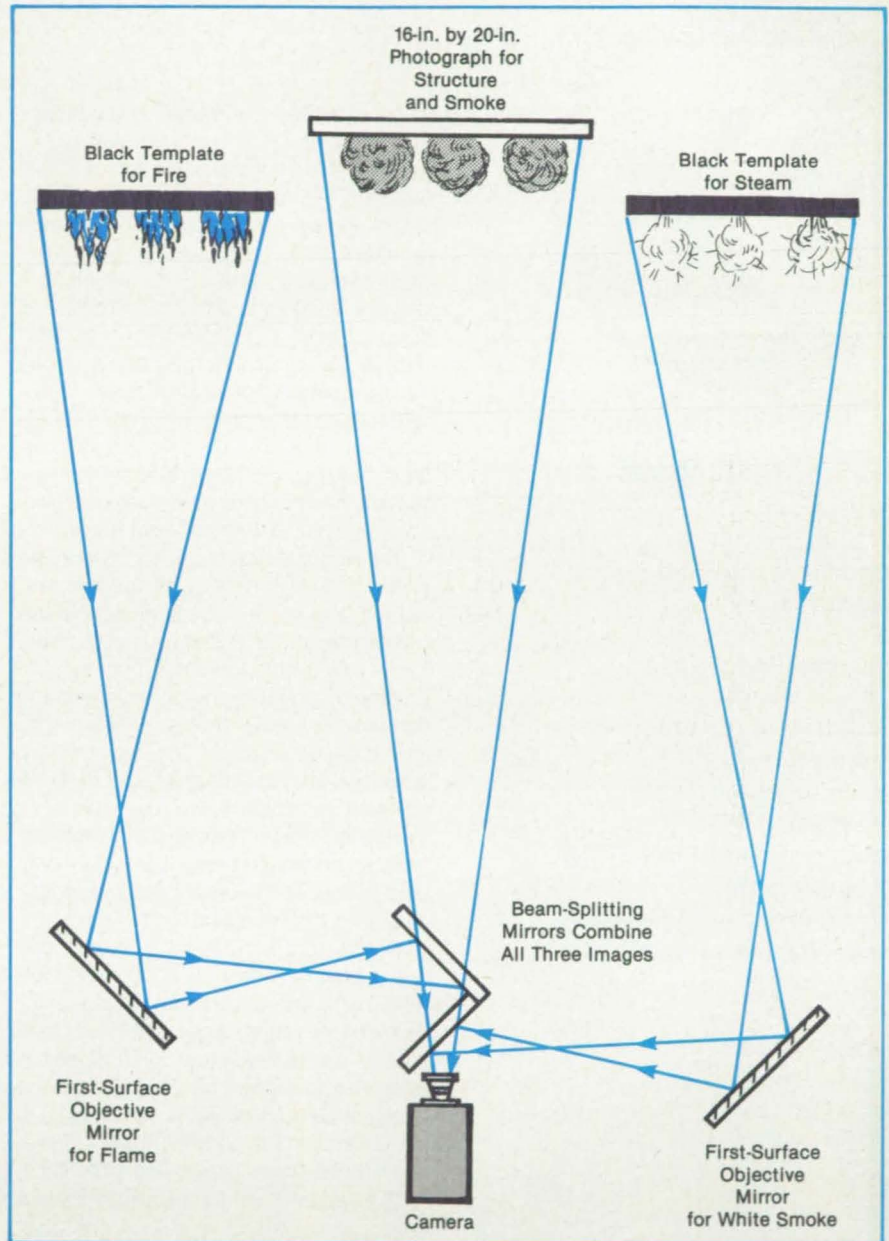 16-in. by 20-in.
Photograph for
Structure
and Smoke
Black Template
for Fire
Black Template
for Steam
Beam-Splitting
Mirrors Combine
All Three Images
First-Surface
Objective
Mirror
for Flame
Camera
First-Surface
Objective
Mirror
for White Smoke